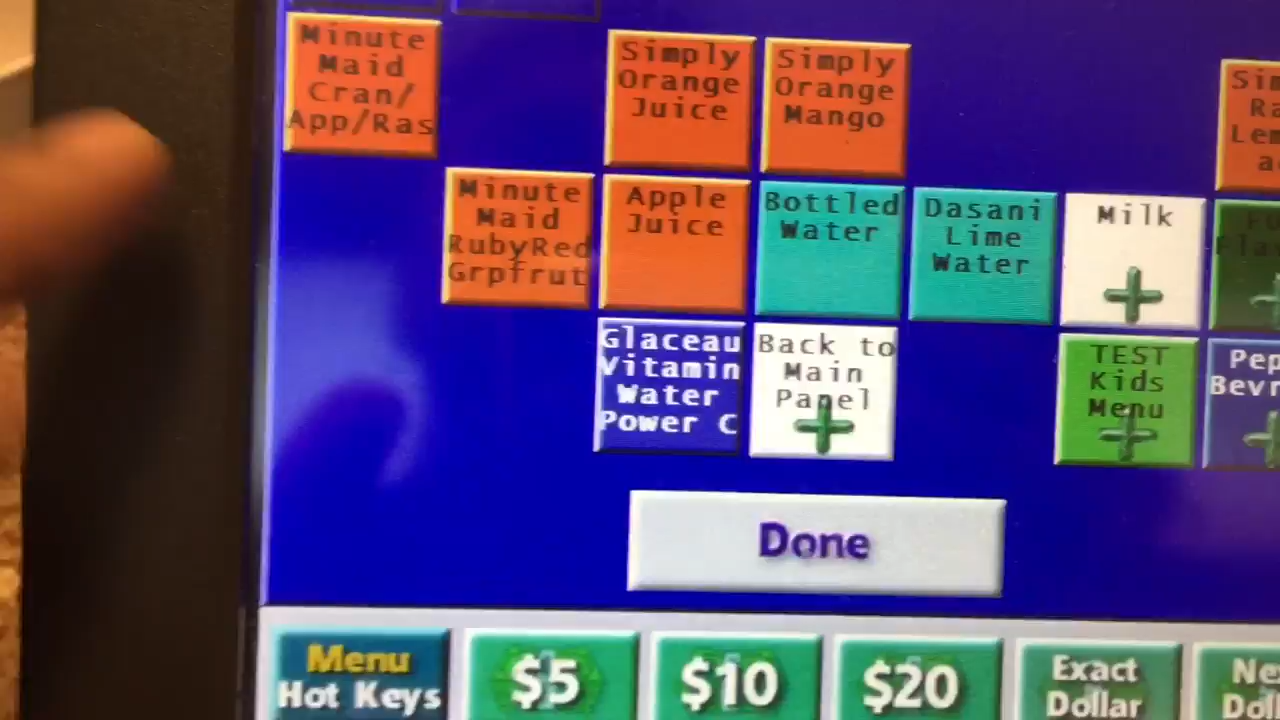 Minute
Maid
Cran/
App/Ras
Simply
Orange
Juice
Simply
Orange
Mango
Minute
Maid
RubyRed
Grpfrut
Apple
Juice
Bottled
Water
Dasani
Lime
Water
Milk
Glaceau
Vitamin
Water
Power C
Back to
Main
Panel
TEST
Kids
Menu
Done
Menu
Hot Keys
$5
$10
$20
Exact
Dollar